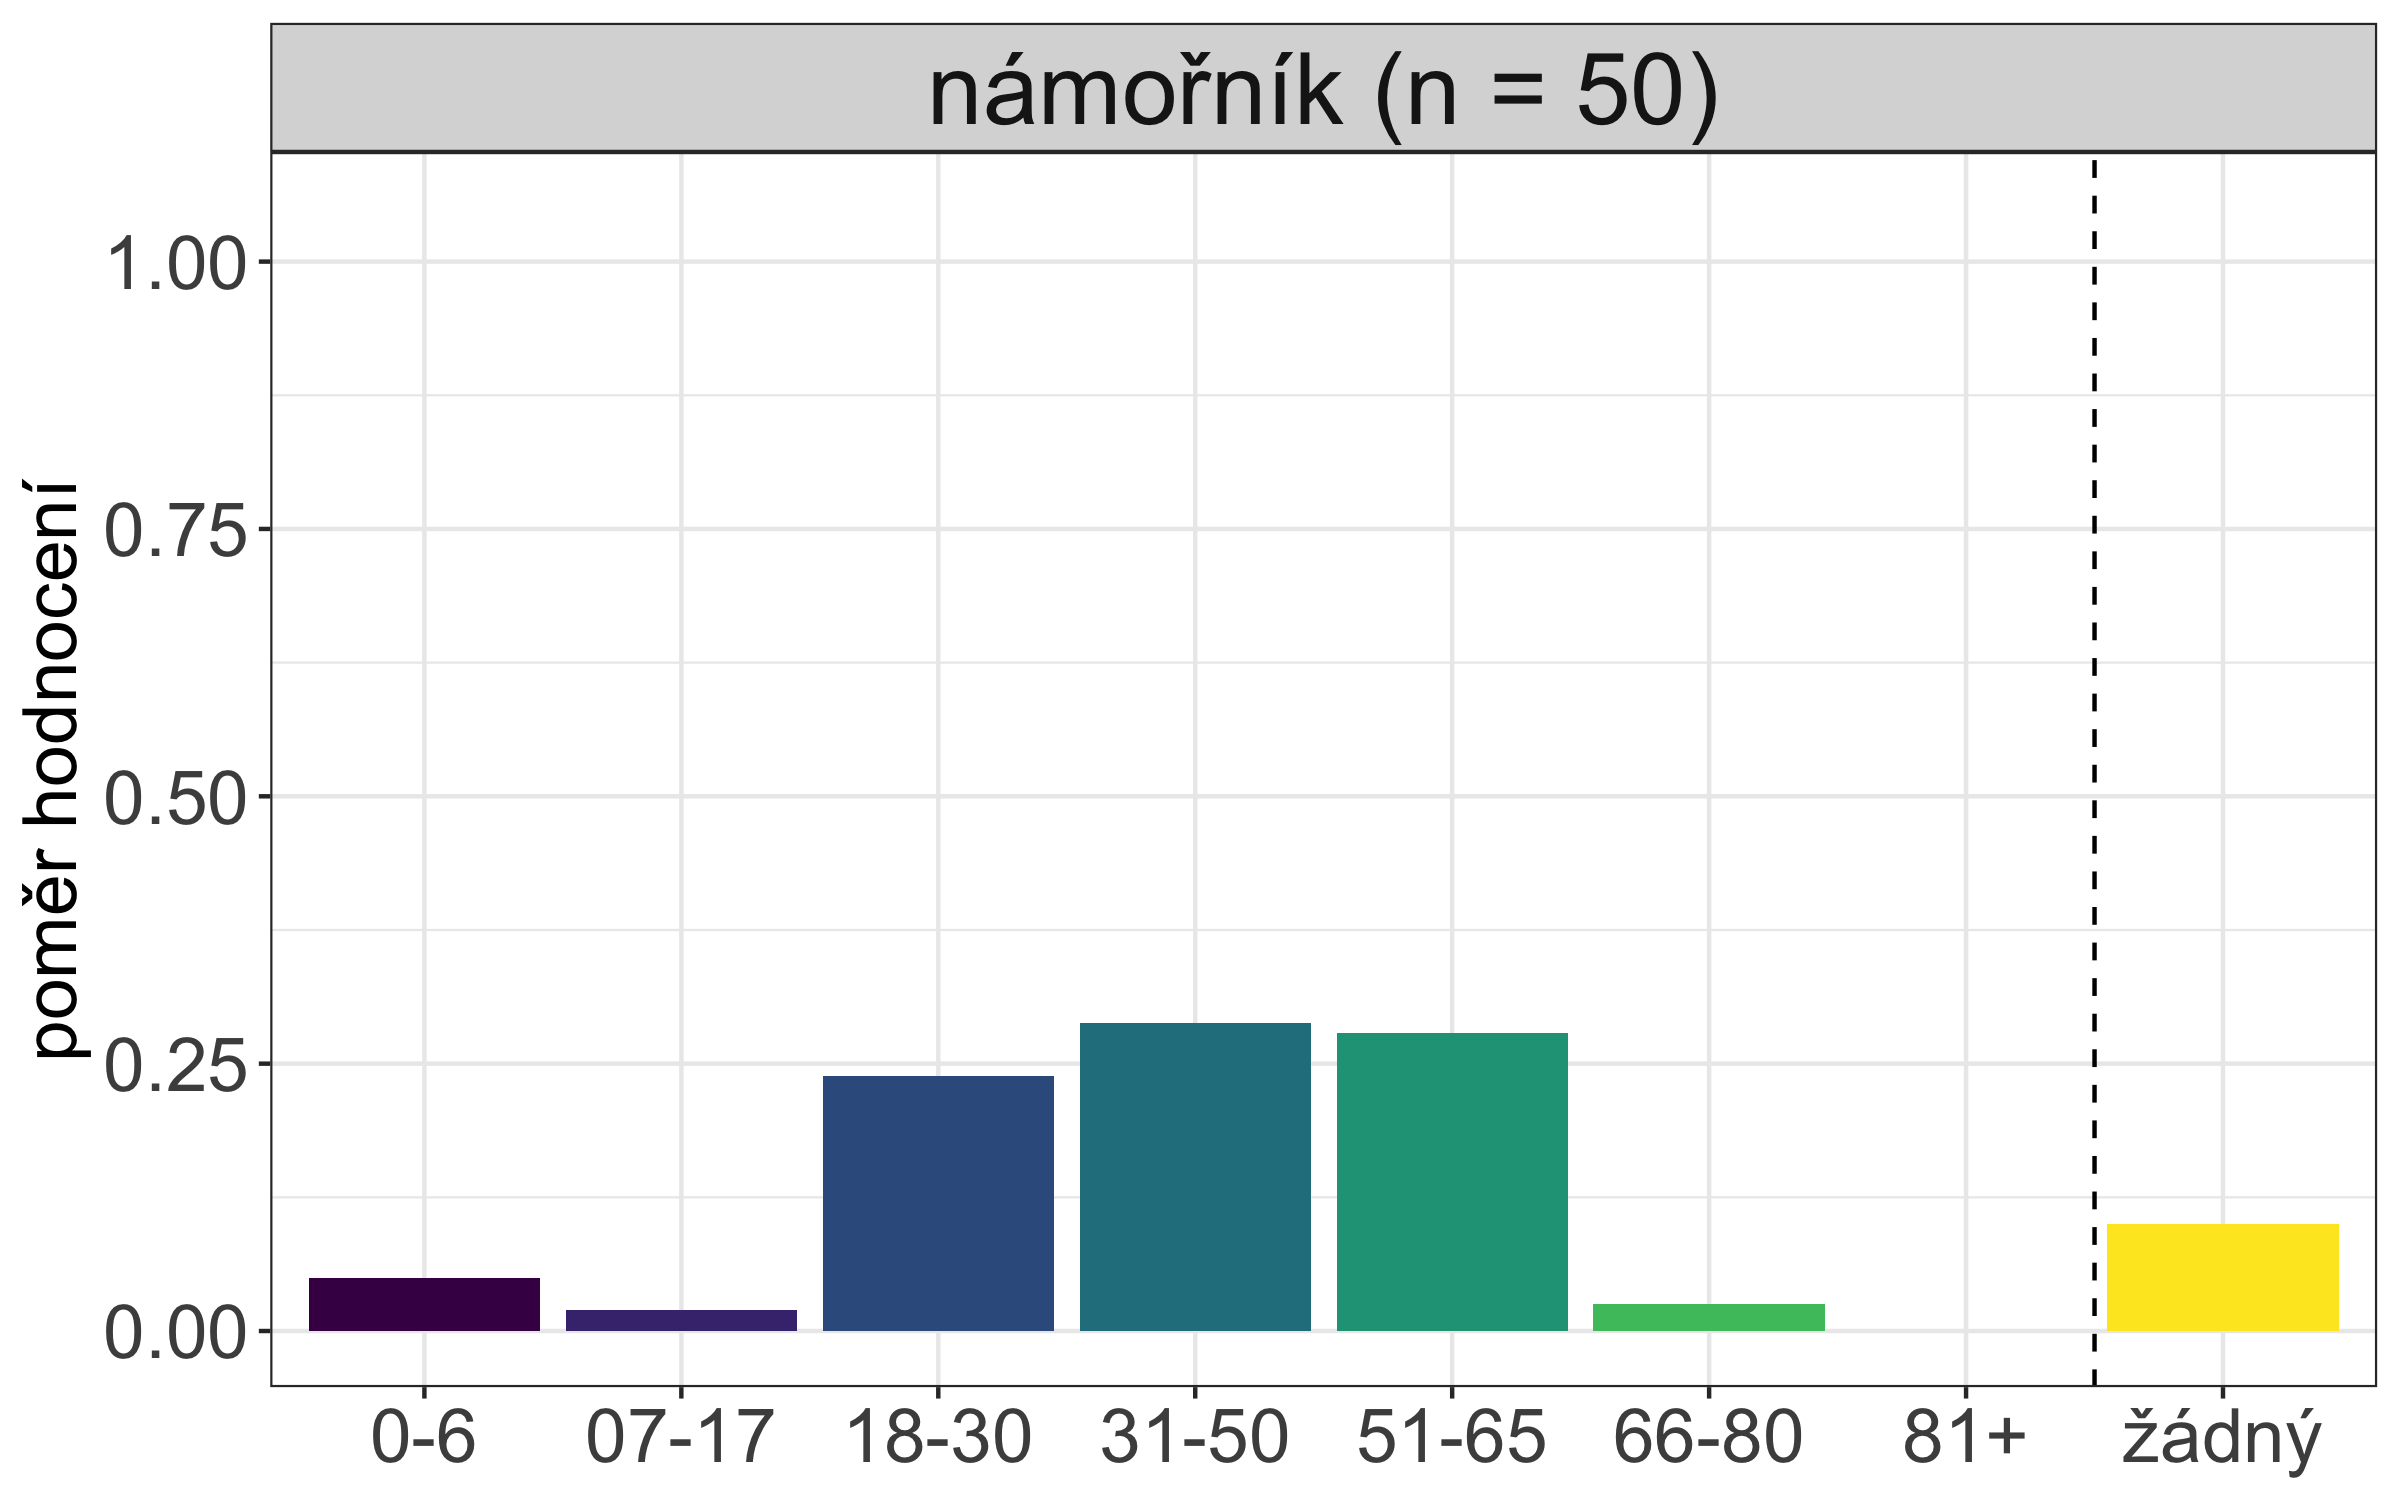 námořník (n = 50)
poměr hodnocení
1.00
0.75
0.50
0.25
0.00
0-6 07-17 18-30 31-50 51-65 66-80 81+ žádný